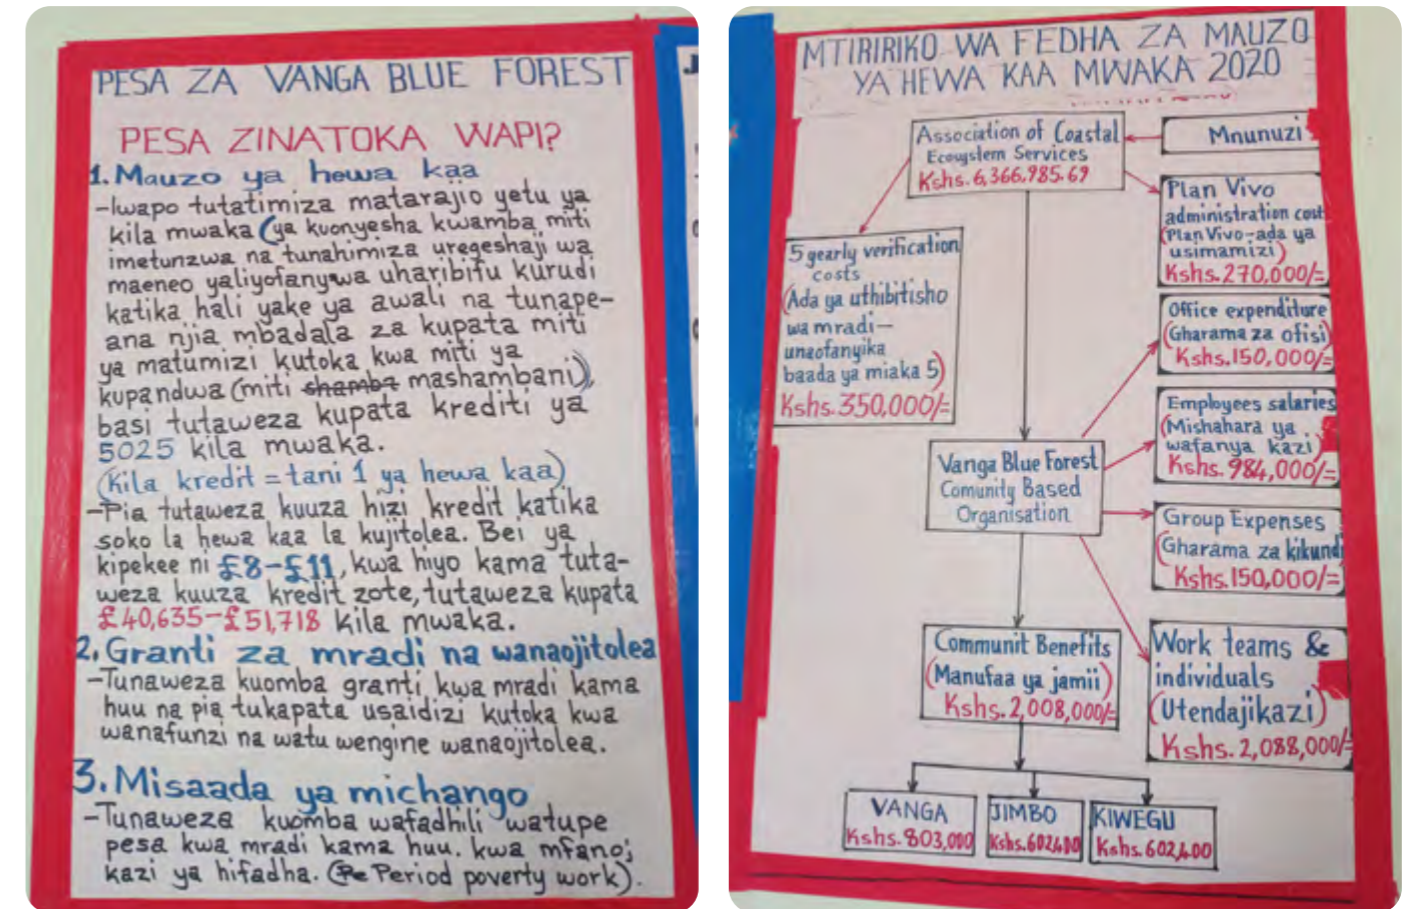 PESA ZA VANGA BLUE FOREST
PESA ZINATOKA WAPI?
1. Mauzo ya hewa kaa
-Iwapo tutatimiza matarajio yetu ya
kila mwaka (ya kuonyesha kwamba miti
imetunzwa na tunahimiza uregeshaji wa
maeneo yaliyofanywa uharibifu kurudi
katika hali yake ya awali na tunape-
ana njia mbadala za kupata miti
ya matumizi kutoka kwa miti ya
kupandwa (miti shamba mashambani),
basi tutaweza kupata krediti ya
5025 kila mwaka.
(Kila kredit = tani 1 ya hewa kaa)
-Pia tutaweza kuuza hizi kredit katika
soko la hewa kaa la kujitolea. Bei ya
kipekee ni £8-£11, kwa hiyo kama tuta-
weza kuuza kredit zote, tutaweza kupata
£40,635-£51,718 kila mwaka.
2. Granti za mradi na wanaojitolea
-Tunaweza kuomba granti kwa mradi kama
huu na pia tukapata usaidizi kutoka kwa
wanafunzi na watu wengine wanaojitolea.
3. Misaada ya michango
-Tunaweza kuomba wafadhili watupe
pesa kwa mradi kama huu. kwa mfano;
kazi ya hifadha. (Pe Period poverty work).
MTIRIRIKO WA FEDHA ZA MAUZO
YA HEWA KAA MWAKA 2020
Association of Coastal
Ecosystem Services
Kshs. 6,366,985.69
Mnunuzi
Plan Vivo
administration cost
(Plan Vivo-ada ya
usimamizi)
Kshs. 270,000/=
5 yearly verification
costs
(Ada ya uthibitisho
wa mradi-
unaofanyika
baada ya miaka 5)
Kshs. 350,000/=
Office expenditure
(Gharama za ofisi)
Kshs. 150,000/=
Employees salaries
(Mishahara ya
wafanya kazi)
Kshs. 984,000/=
Vanga Blue Forest
Comunity Based
Organisation
Group Expenses
(Gharama za kikundi
Kshs. 150,000/=
Communit Benefits
(Manufaa ya jamii)
Kshs. 2,008,000/=
Work teams &
individuals
(Utendajikazi)
Kshs. 2,088,000/=
VANGA
Kshs. 803,000
JIMBO
Kshs. 602,400
KIWEGU
Kshs. 602,400